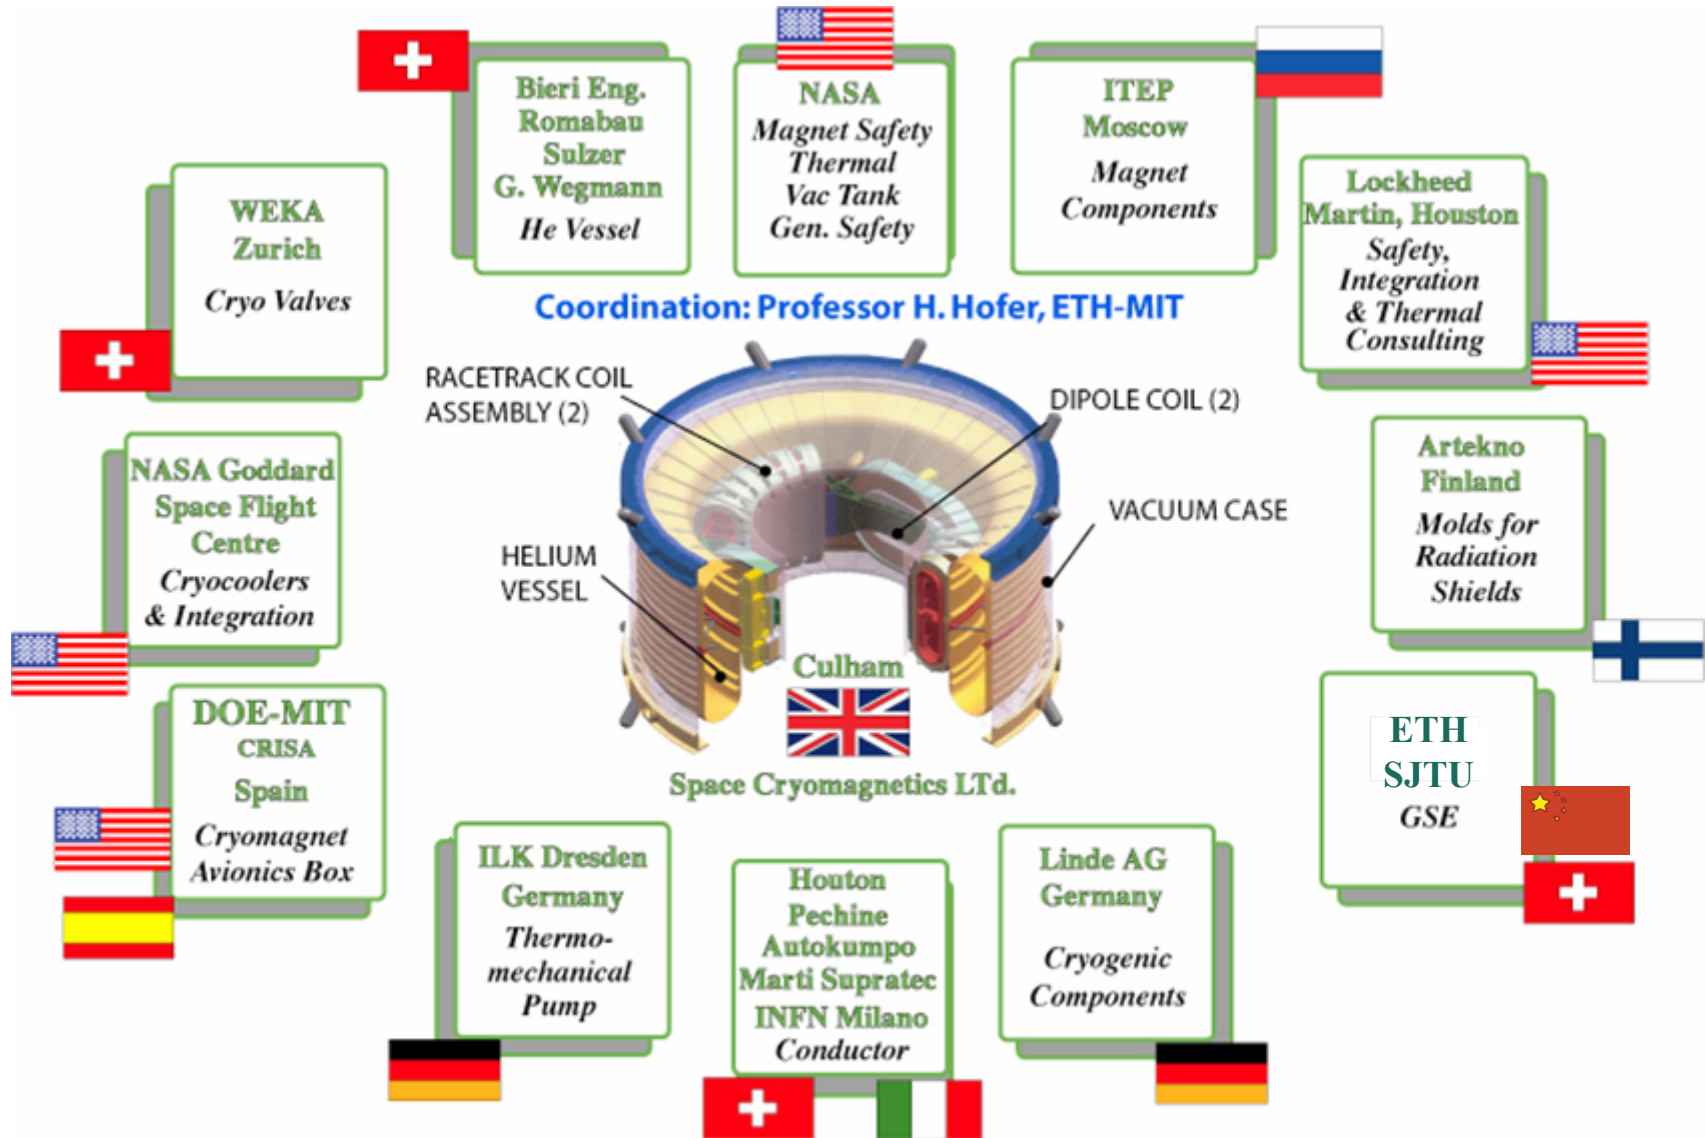 Bieri Eng.
Romabau
Sulzer
G. Wegmann
He Vessel
NASA
Magnet Safety
Thermal
Vac Tank
Gen. Safety
ITEP
Moscow
Magnet
Components
WEKA
Zurich
Cryo Valves
Lockheed
Martin, Houston
Safety,
Integration
& Thermal
Consulting
Coordination: Professor H. Hofer, ETH-MIT
RACETRACK COIL
ASSEMBLY (2)
DIPOLE COIL (2)
VACUUM CASE
HELIUM
VESSEL
NASA Goddard
Space Flight
Centre
Cryocoolers
& Integration
Artekno
Finland
Molds for
Radiation
Shields
Culham
Space Cryomagnetics LTd.
DOE-MIT
CRISA
Spain
Cryomagnet
Avionics Box
ETH
SJTU
GSE
ILK Dresden
Germany
Thermo-
mechanical
Pump
Houton
Pechine
Autokumpo
Marti Supratec
INFN Milano
Conductor
Linde AG
Germany
Cryogenic
Components